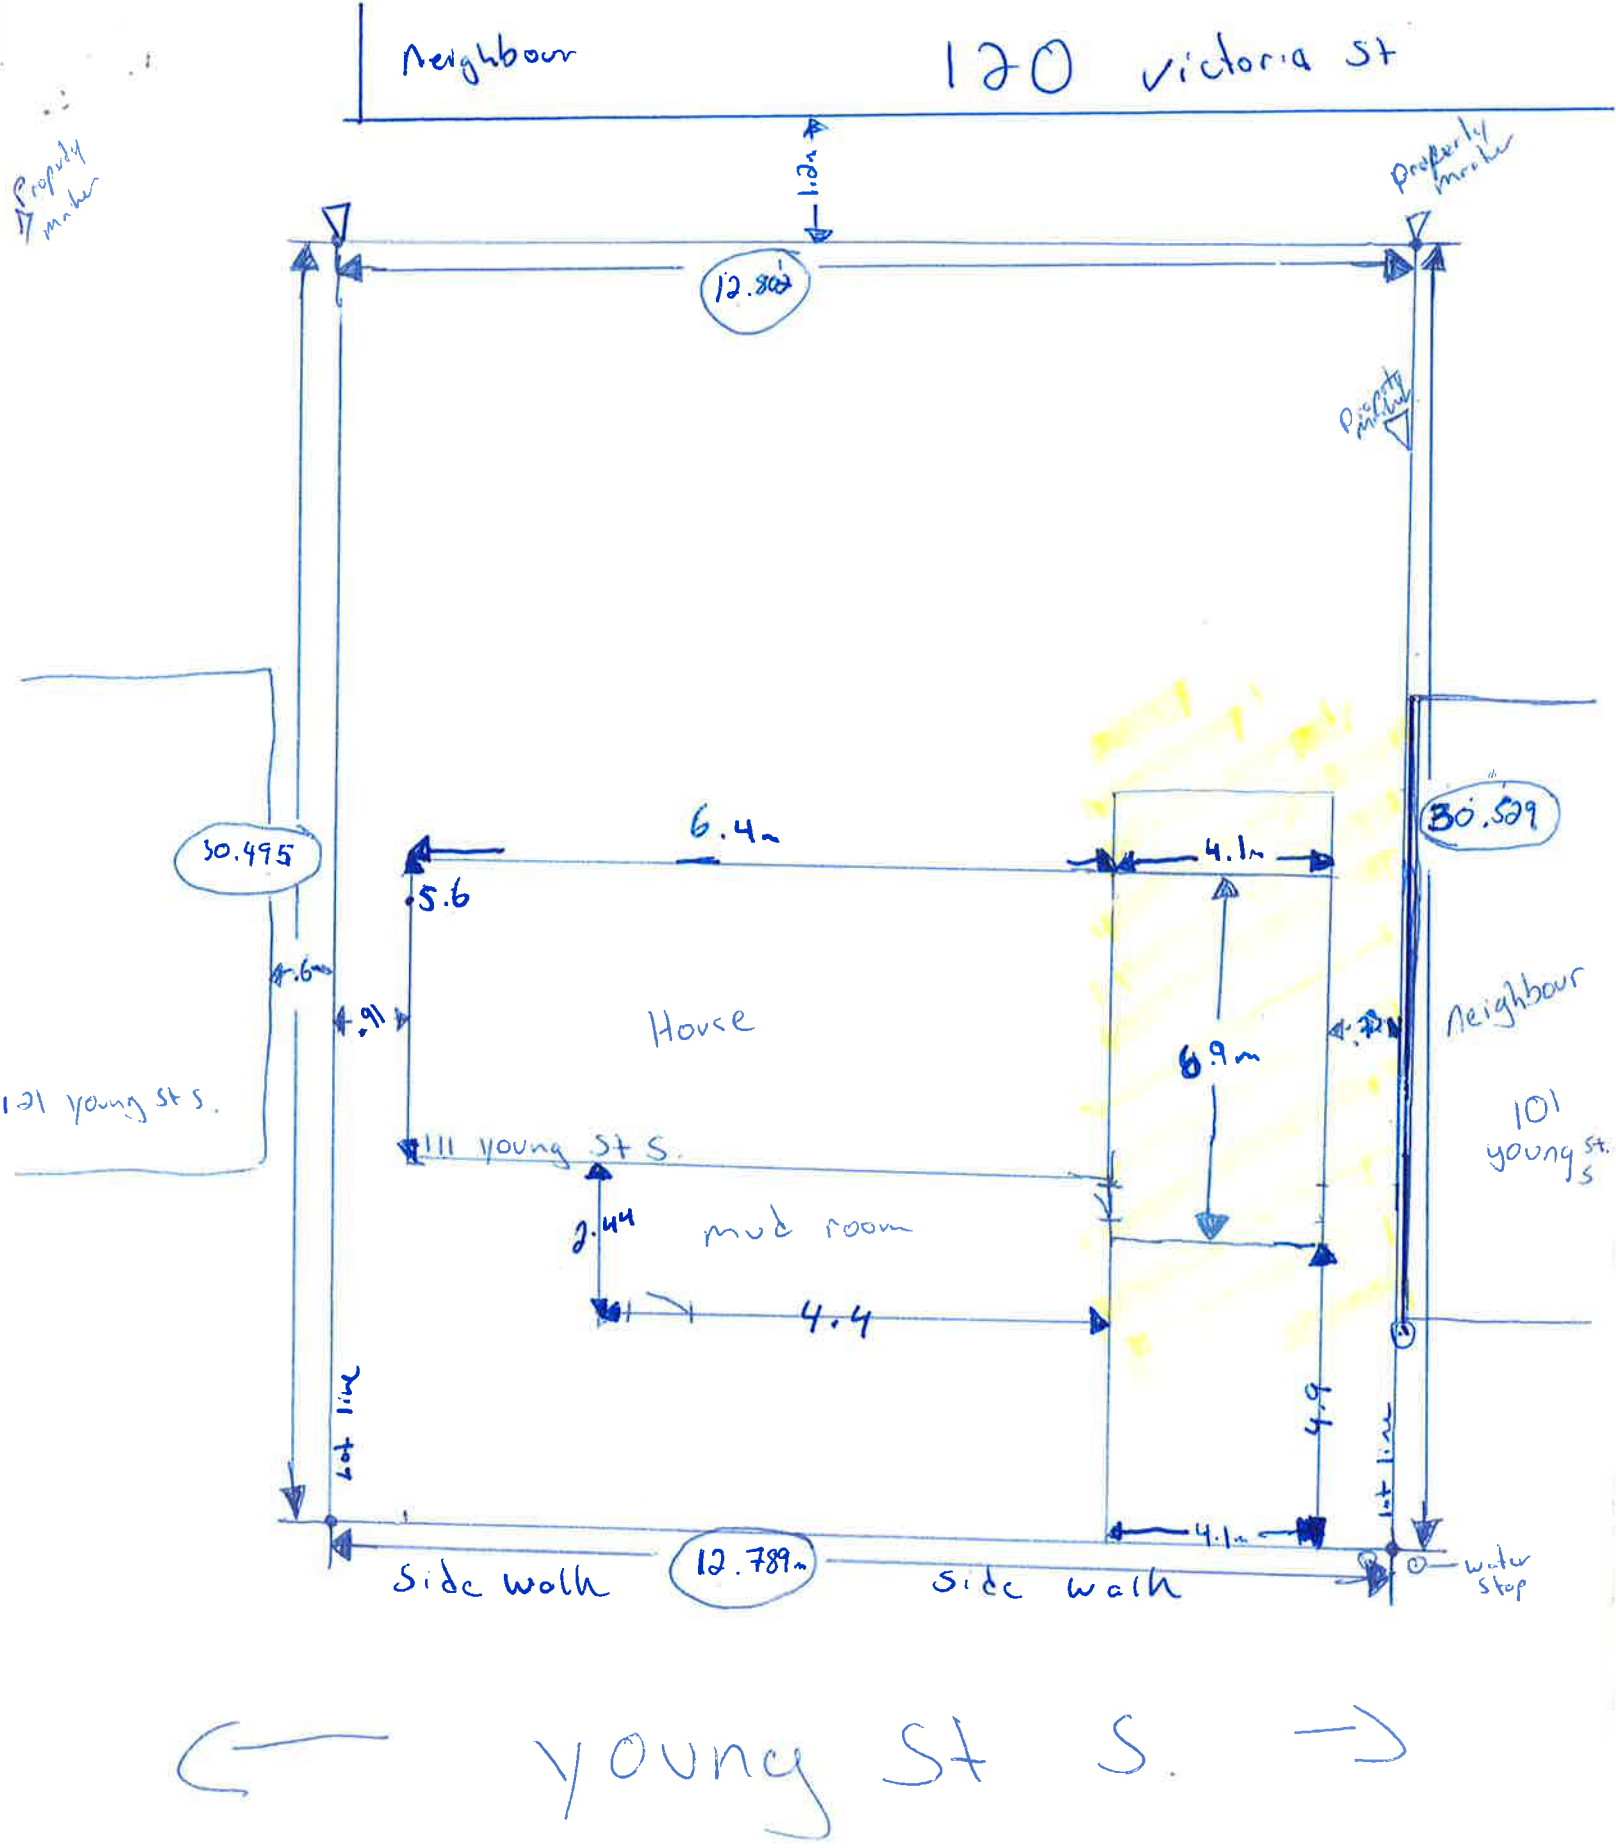 Neighbour
120 Victoria St
1.2m
Property
marker
Property
marker
12.802
Property
30.495
6.4m
4.1m
30.529
5.6
.6m
.91
House
6.9m
Neighbour
121 young St S.
101
young St.
S
111 young St S.
2.44
mud room
4.4
4.9
Lot line
Lot line
4.1m
12.789m
Side walk
Side walk
water
stop
young St S.